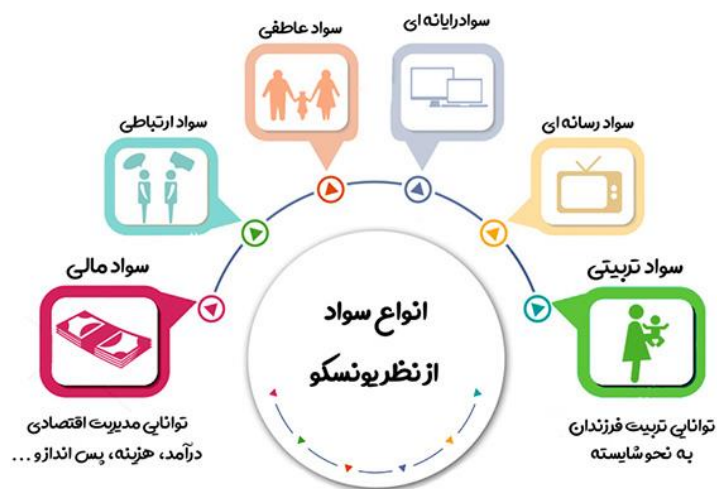 سواد رایانه ای
سواد عاطفی
سواد رسانه ای
سواد ارتباطی
سواد تربیتی
سواد مالی
انواع سواد
از نظر یونسکو
توانایی تربیت فرزندان
به نحو شایسته
توانایی مدیریت اقتصادی
درآمد، هزینه، پس انداز و ...